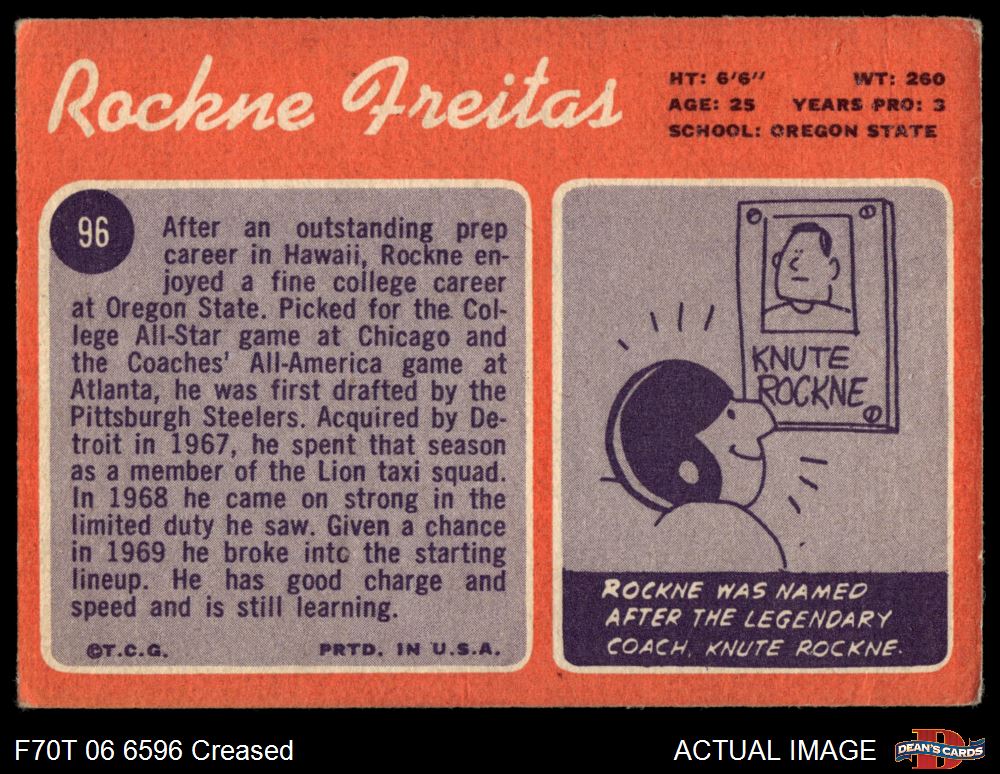 Rockne Freitas
HT: 6'6" WT: 260
AGE: 25 YEARS PRO: 3
SCHOOL: OREGON STATE
96
After an outstanding prep
career in Hawaii, Rockne en-
joyed a fine college career
at Oregon State. Picked for the Col-
lege All-Star game at Chicago and
the Coaches' All-America game at
Atlanta, he was first drafted by the
Pittsburgh Steelers. Acquired by De-
troit in 1967, he spent that season
as a member of the Lion taxi squad.
In 1968 he came on strong in the
limited duty he saw. Given a chance
in 1969 he broke into the starting
lineup. He has good charge and
speed and is still learning.
©T.C.G. PRTD. IN U.S.A.
KNUTE
ROCKNE
ROCKNE WAS NAMED
AFTER THE LEGENDARY
COACH, KNUTE ROCKNE.
F70T 06 6596 Creased
ACTUAL IMAGE
D
DEAN'S CARDS